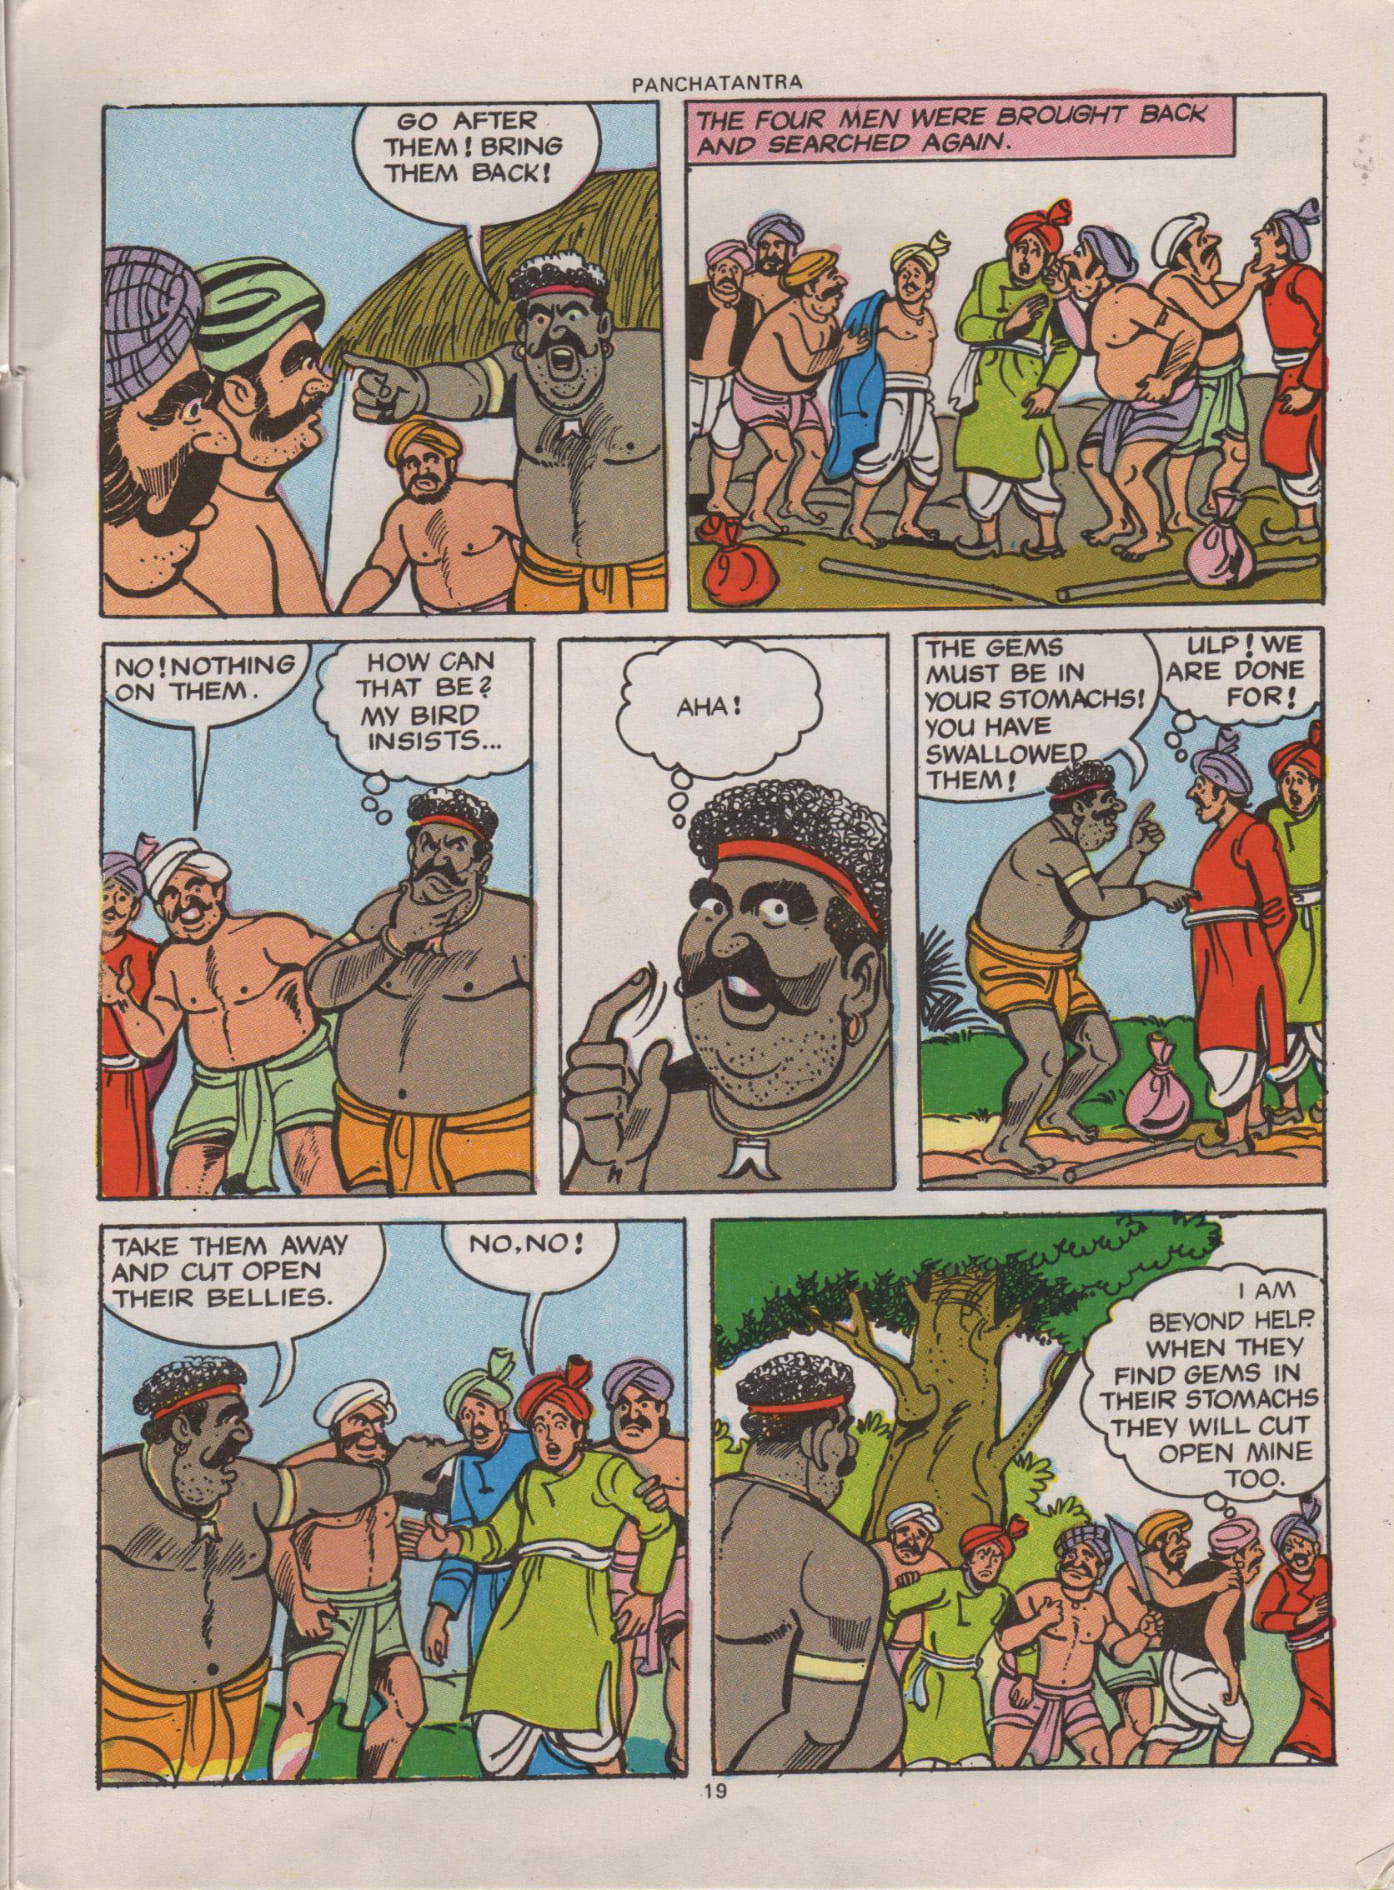 PANCHATANTRA
GO AFTER
THEM! BRING
THEM BACK!
THE FOUR MEN WERE BROUGHT BACK
AND SEARCHED AGAIN.
NO! NOTHING
ON THEM.
HOW CAN
THAT BE?
MY BIRD
INSISTS...
AHA!
THE GEMS
MUST BE IN
YOUR STOMACHS!
YOU HAVE
SWALLOWED
THEM!
ULP! WE
ARE DONE
FOR!
TAKE THEM AWAY
AND CUT OPEN
THEIR BELLIES.
NO, NO!
I AM
BEYOND HELP.
WHEN THEY
FIND GEMS IN
THEIR STOMACHS
THEY WILL CUT
OPEN MINE
TOO.
19